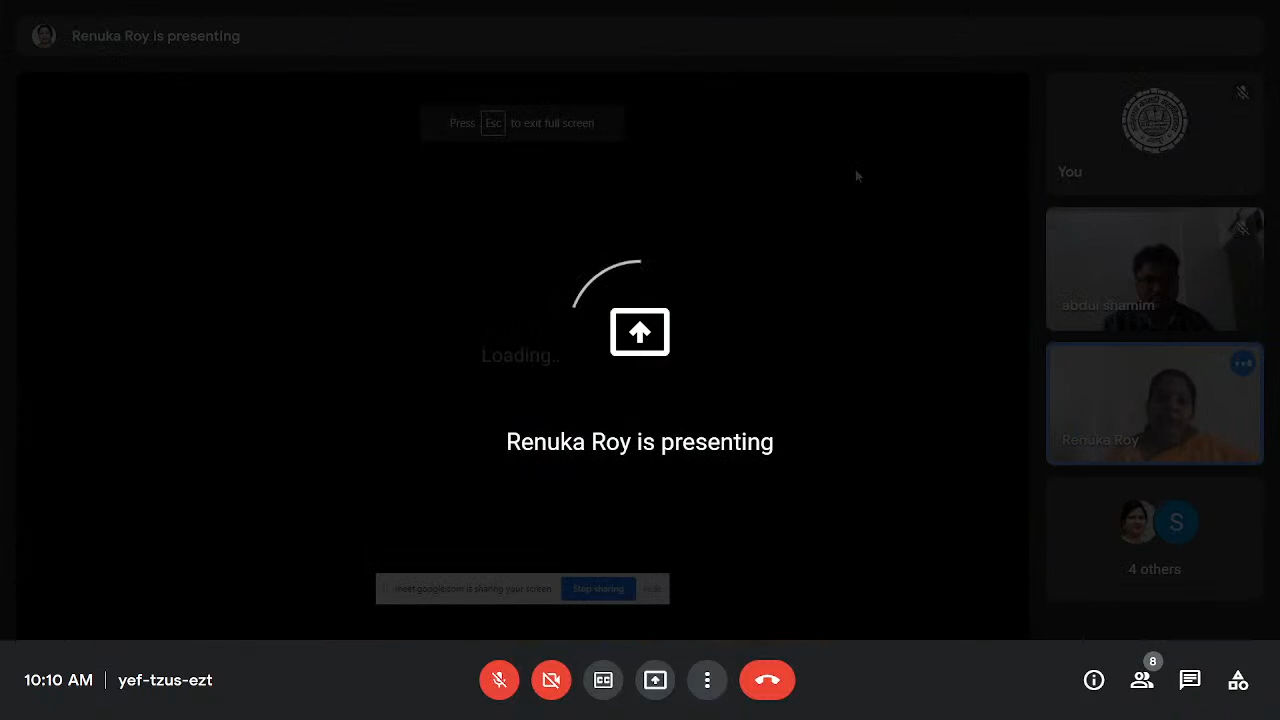 Renuka Roy is presenting
Press Esc to exit full screen
You
abdul shamim
Loading..
Renuka Roy is presenting
Renuka Roy
S
4 others
meet.google.com is sharing your screen Stop sharing Hide
10:10 AM yef-tzus-ezt
CC
8